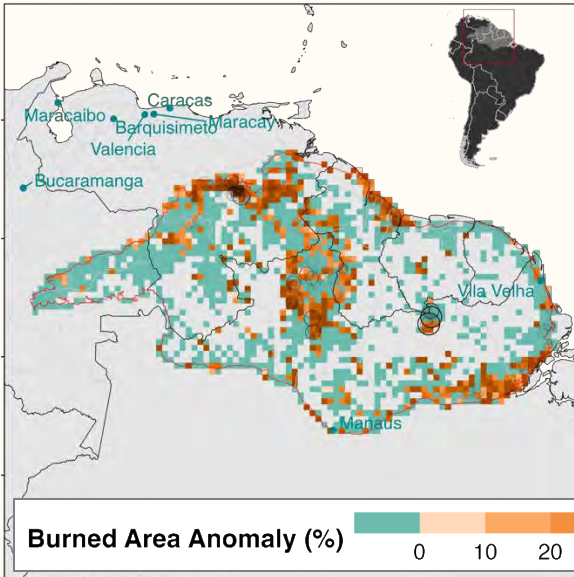 Caracas
Maracaibo
Barquisimeto
Maracay
Valencia
Bucaramanga
Vila Velha
Manaus
Burned Area Anomaly (%)
0 10 20